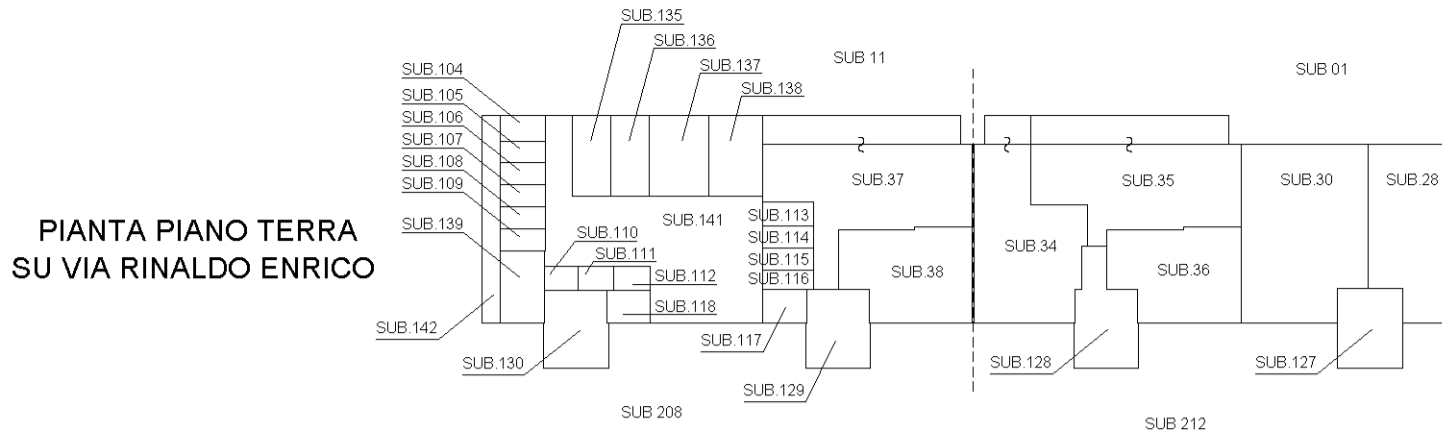 SUB.135
SUB.136
SUB.137
SUB.138
SUB 11
SUB 01
SUB.104
SUB.105
SUB.106
SUB.107
SUB.108
SUB.109
SUB.139
SUB.37
SUB.35
SUB.30
SUB.28
SUB.141
SUB.113
SUB.114
SUB.115
SUB.116
SUB.110
SUB.111
SUB.112
SUB.118
SUB.38
SUB.34
SUB.36
PIANTA PIANO TERRA
SU VIA RINALDO ENRICO
SUB.142
SUB.130
SUB.117
SUB.129
SUB.128
SUB.127
SUB 208
SUB 212